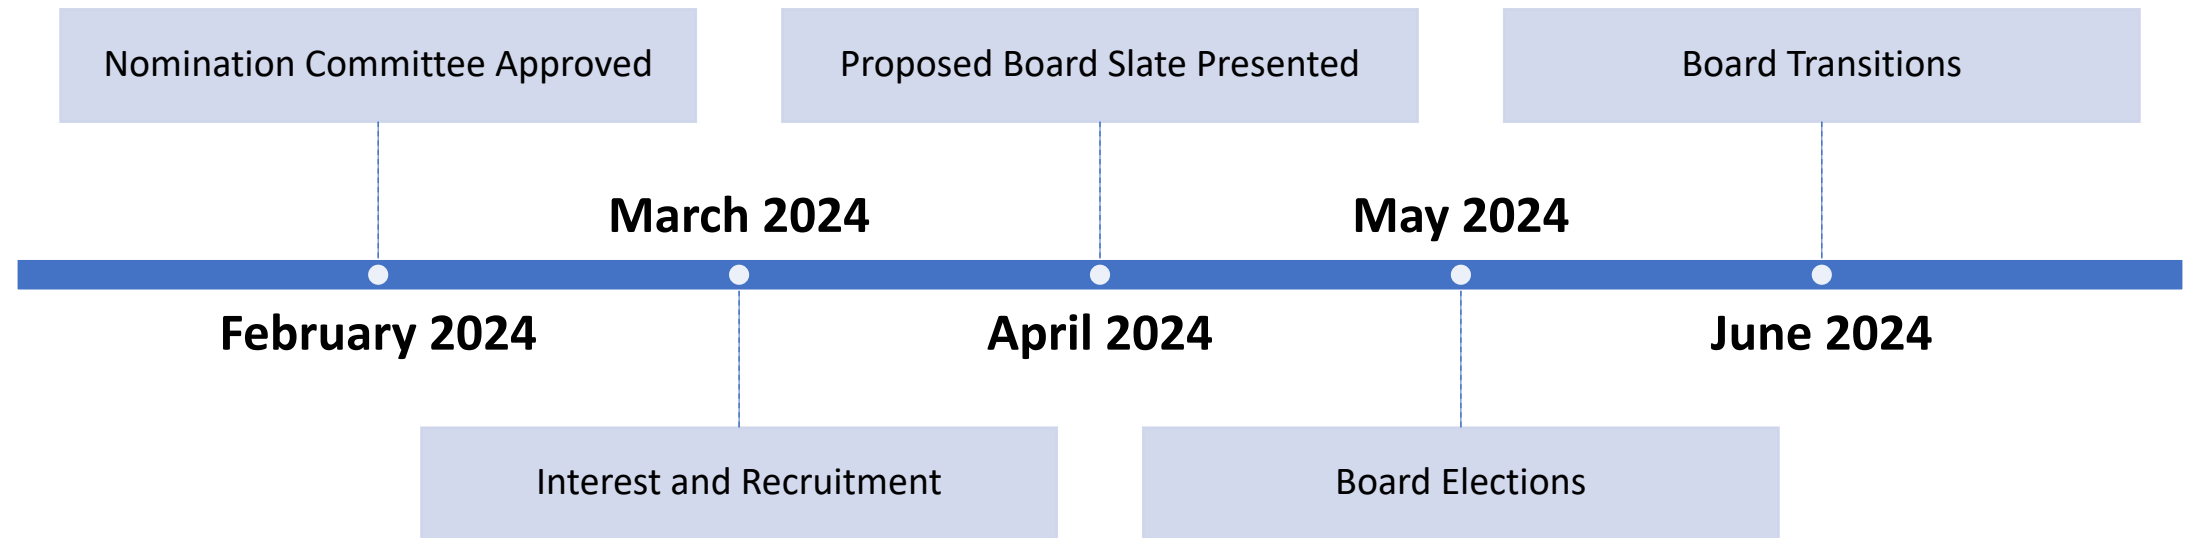 Nomination Committee Approved
Proposed Board Slate Presented
Board Transitions
March 2024
May 2024
February 2024
April 2024
June 2024
Interest and Recruitment
Board Elections